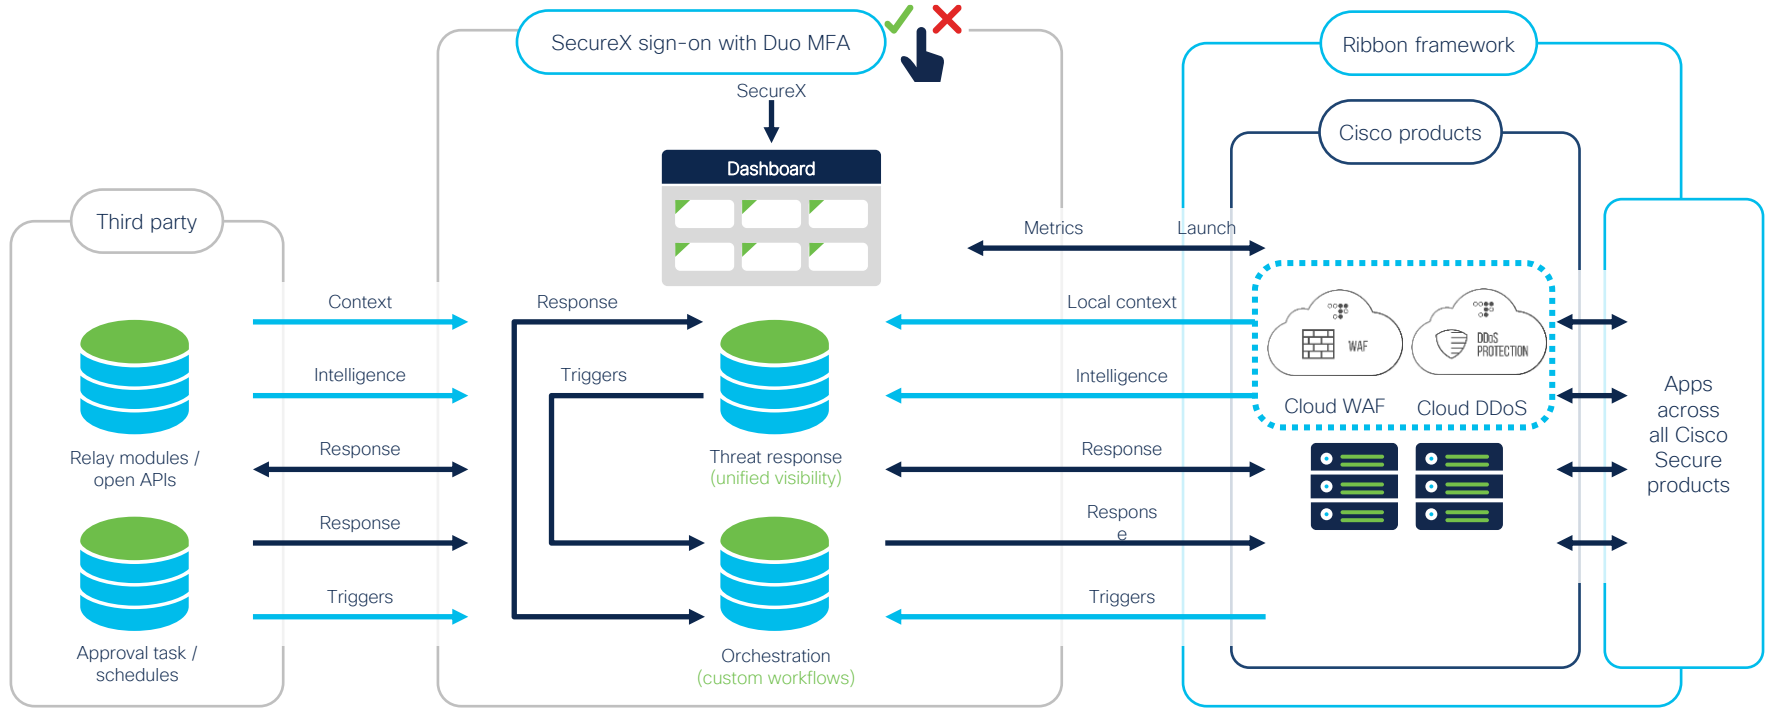 SecureX sign-on with Duo MFA
Ribbon framework
SecureX
Cisco products
Dashboard
Third party
Metrics
Launch
Context
Response
Local context
WAF
DDoS
PROTECTION
Intelligence
Triggers
Intelligence
Cloud WAF
Cloud DDoS
Apps
across
all Cisco
Secure
products
Relay modules /
open APIs
Response
Threat response
(unified visibility)
Response
Response
Respons
e
Triggers
Triggers
Approval task /
schedules
Orchestration
(custom workflows)